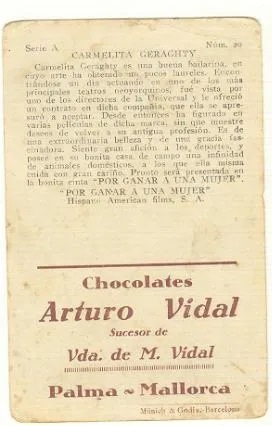 Serie A Núm. 20
CARMELITA GERAGHTY
Carmelita Geraghty es una buena bailarina, en
cuyo arte ha obtenido no pocos laureles. Encon-
trándose un día actuando en uno de los más
principales teatros neoyorquinos, fué vista por
uno de los directores de la Universal y le ofreció
un contrato en dicha compañía, que ella se apre-
suró a aceptar. Desde entonces ha figurado en
varias películas de dicha marca, sin que muestre
deseos de volver a su antigua profesión. Es de
una extraordinaria belleza y de una gracia fas-
cinadora. Siente gran afición a los deportes, y
posee en su bonita casa de campo una infinidad
de animales domésticos, a los que ella misma
cuida con gran cariño. Pronto será presentada en
la bonita cinta "POR GANAR A UNA MUJER".
"POR GANAR A UNA MUJER"
Hispano American films, S. A.
Chocolates
Arturo Vidal
Sucesor de
Vda. de M. Vidal
Palma ~ Mallorca
Münich & Godia.-Barcelona